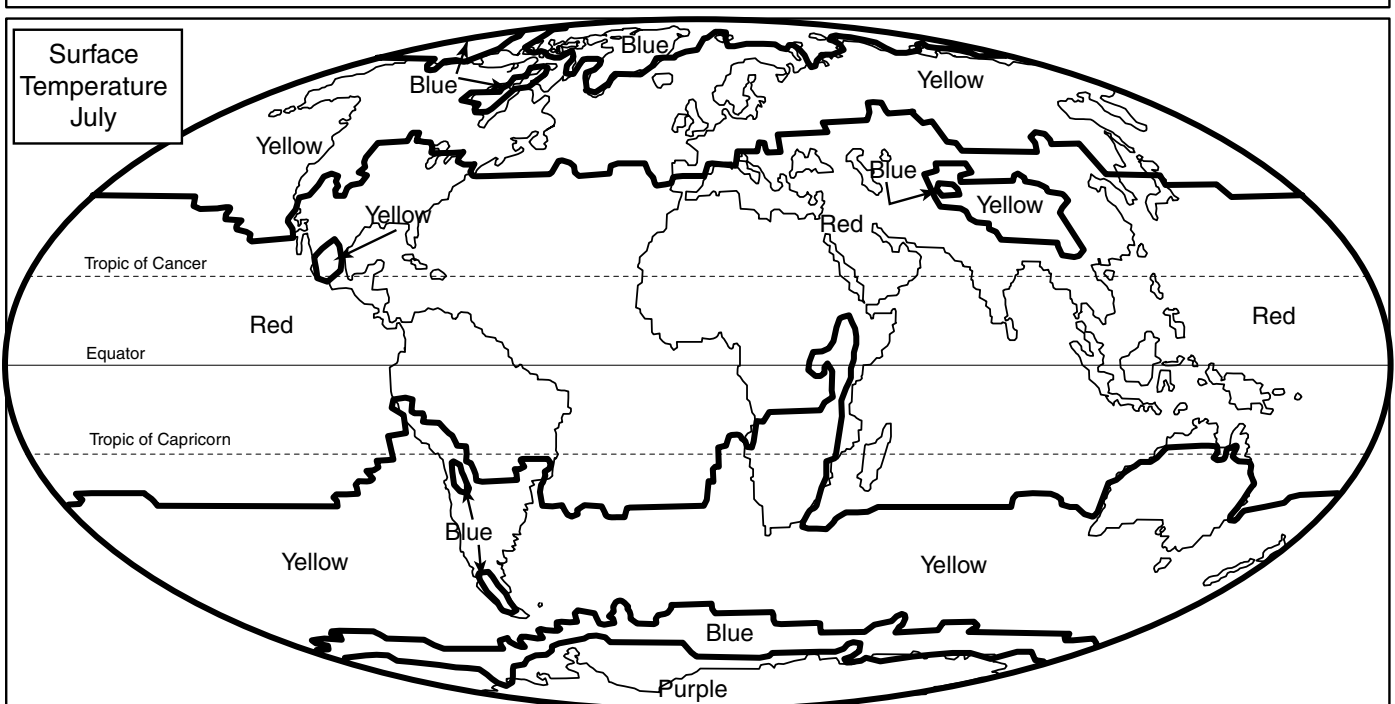 Surface
Temperature
July
Blue
Blue
Yellow
Yellow
Blue
Yellow
Yellow
Red
Tropic of Cancer
Red
Red
Equator
Tropic of Capricorn
Blue
Yellow
Yellow
Blue
Purple